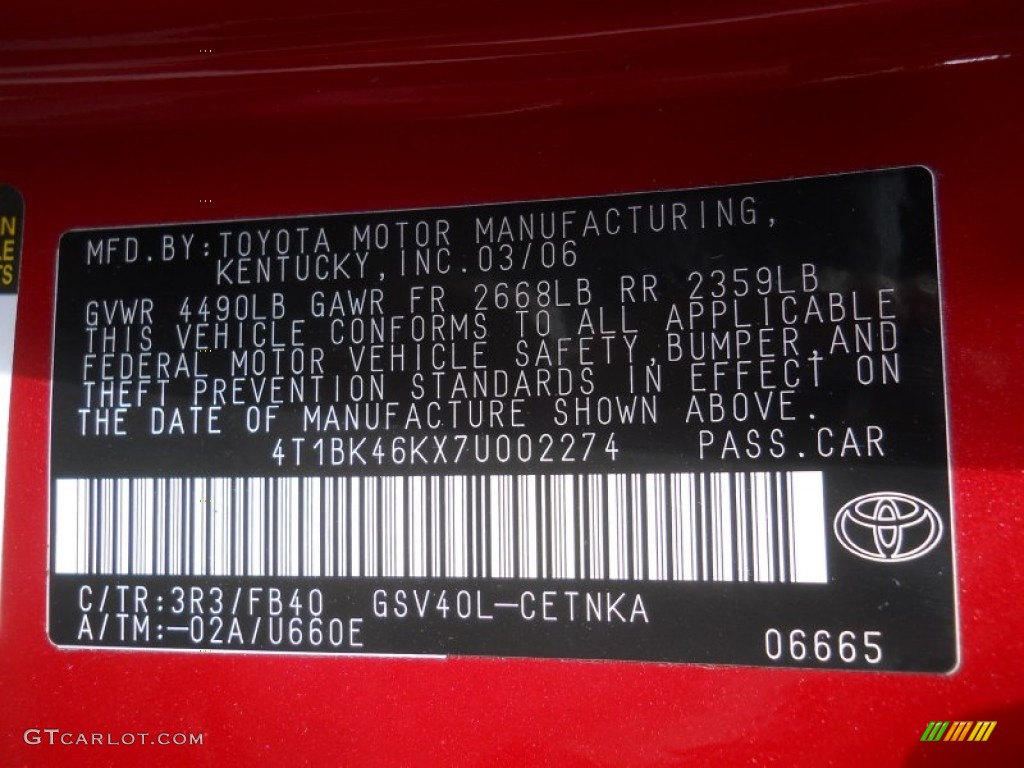 N
LE
TS
MFD. BY: TOYOTA MOTOR MANUFACTURING,
KENTUCKY, INC. 03/06
GVWR 4490LB GAWR FR 2668LB RR 2359LB
THIS VEHICLE CONFORMS TO ALL APPLICABLE
FEDERAL MOTOR VEHICLE SAFETY, BUMPER, AND
THEFT PREVENTION STANDARDS IN EFFECT ON
THE DATE OF MANUFACTURE SHOWN ABOVE.
4T1BK46KX7U002274 PASS. CAR
C/TR: 3R3/FB40 GSV40L-CETNKA
A/TM: -02A/U660E
06665
GTCARLOT.COM